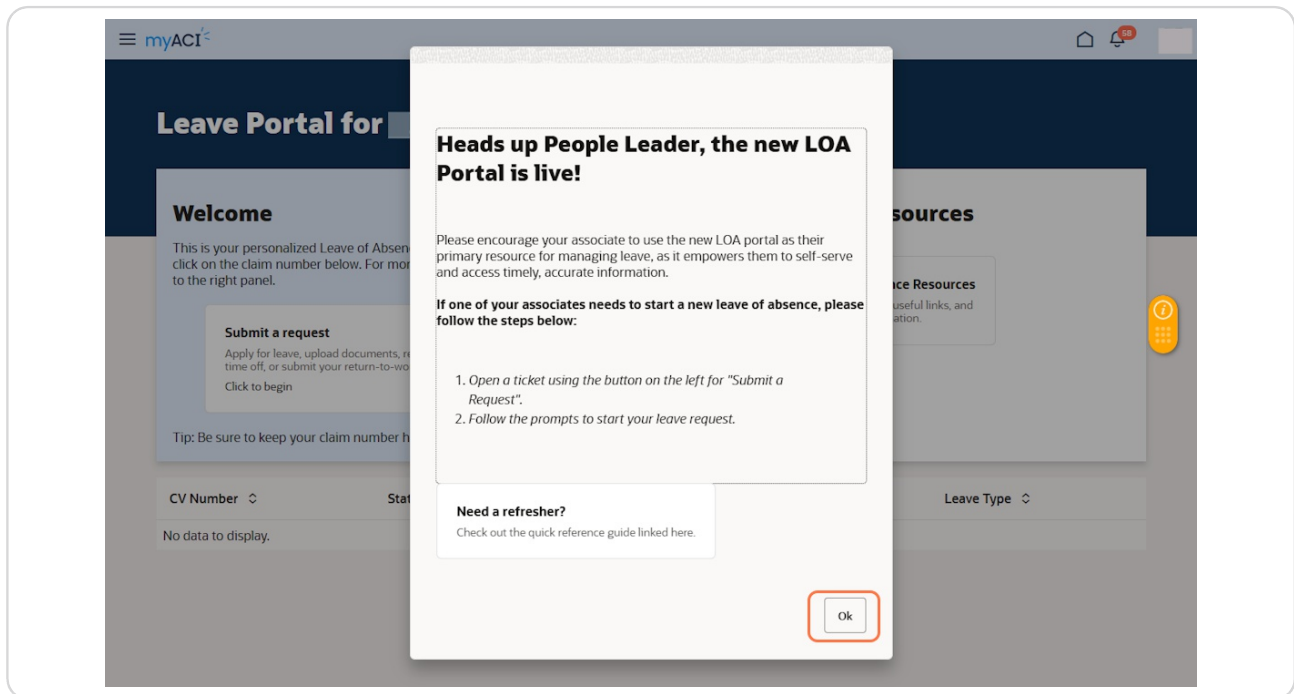 myACI
58
Leave Portal for
Heads up People Leader, the new LOA
Portal is live!
Please encourage your associate to use the new LOA portal as their
primary resource for managing leave, as it empowers them to self-serve
and access timely, accurate information.
If one of your associates needs to start a new leave of absence, please
follow the steps below:
1. Open a ticket using the button on the left for "Submit a
Request".
2. Follow the prompts to start your leave request.
Need a refresher?
Check out the quick reference guide linked here.
Ok
Welcome
This is your personalized Leave of Absen
click on the claim number below. For mor
to the right panel.
Submit a request
Apply for leave, upload documents, re
time off, or submit your return-to-wo
Click to begin
Tip: Be sure to keep your claim number h
sources
ce Resources
useful links, and
ation.
CV Number
Stat
Leave Type
No data to display.